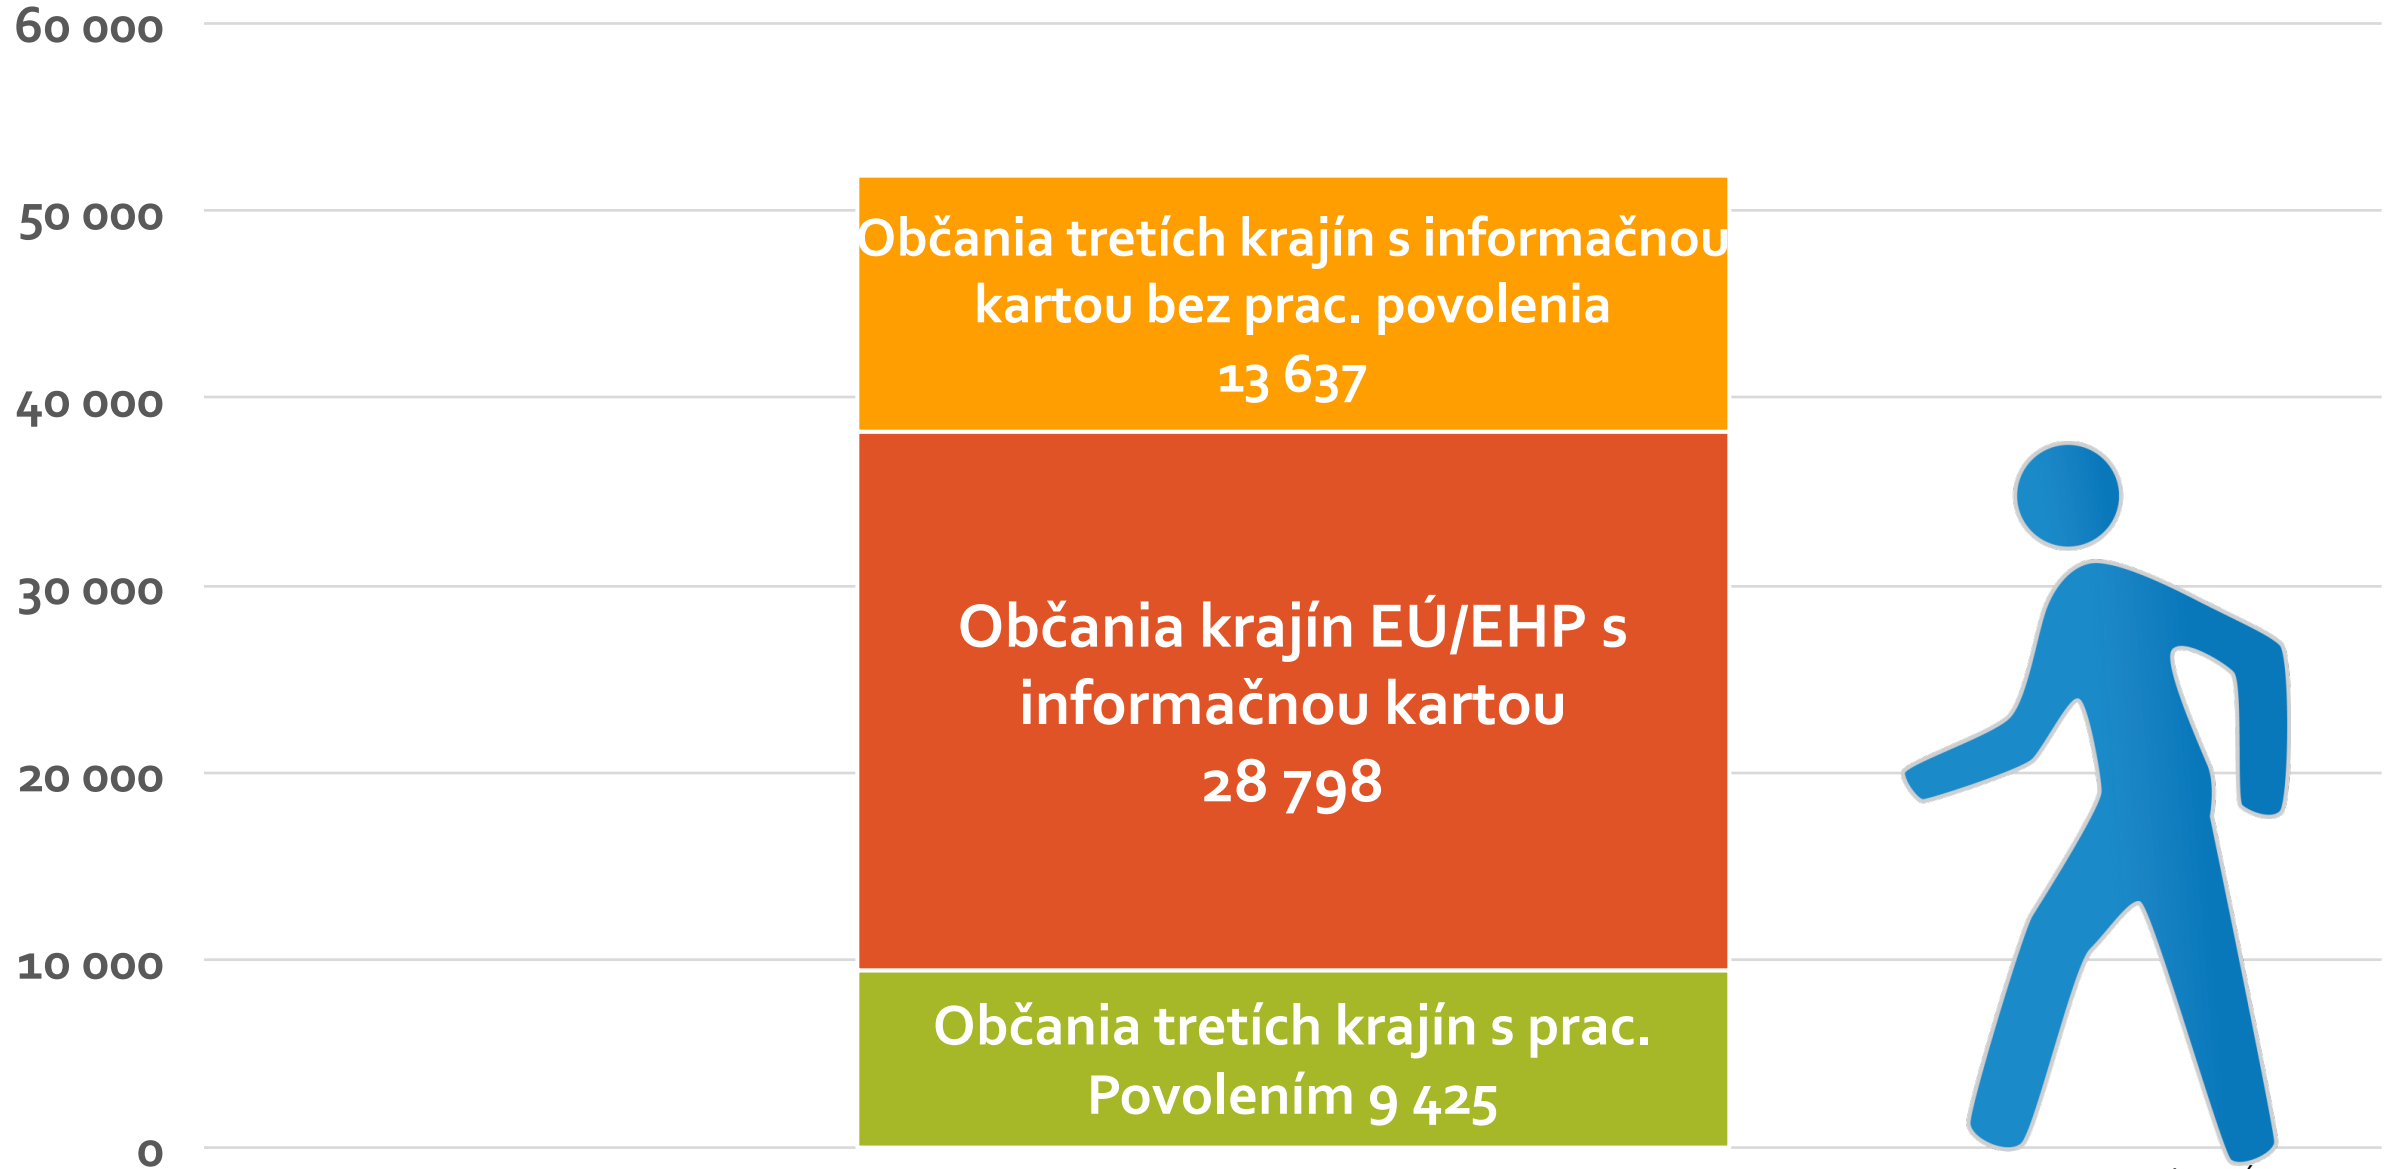 60 000
50 000
40 000
30 000
20 000
10 000
0
Občania tretích krajín s informačnou
kartou bez prac. povolenia
13 637
Občania krajín EÚ/EHP s
informačnou kartou
28 798
Občania tretích krajín s prac.
Povolením 9 425